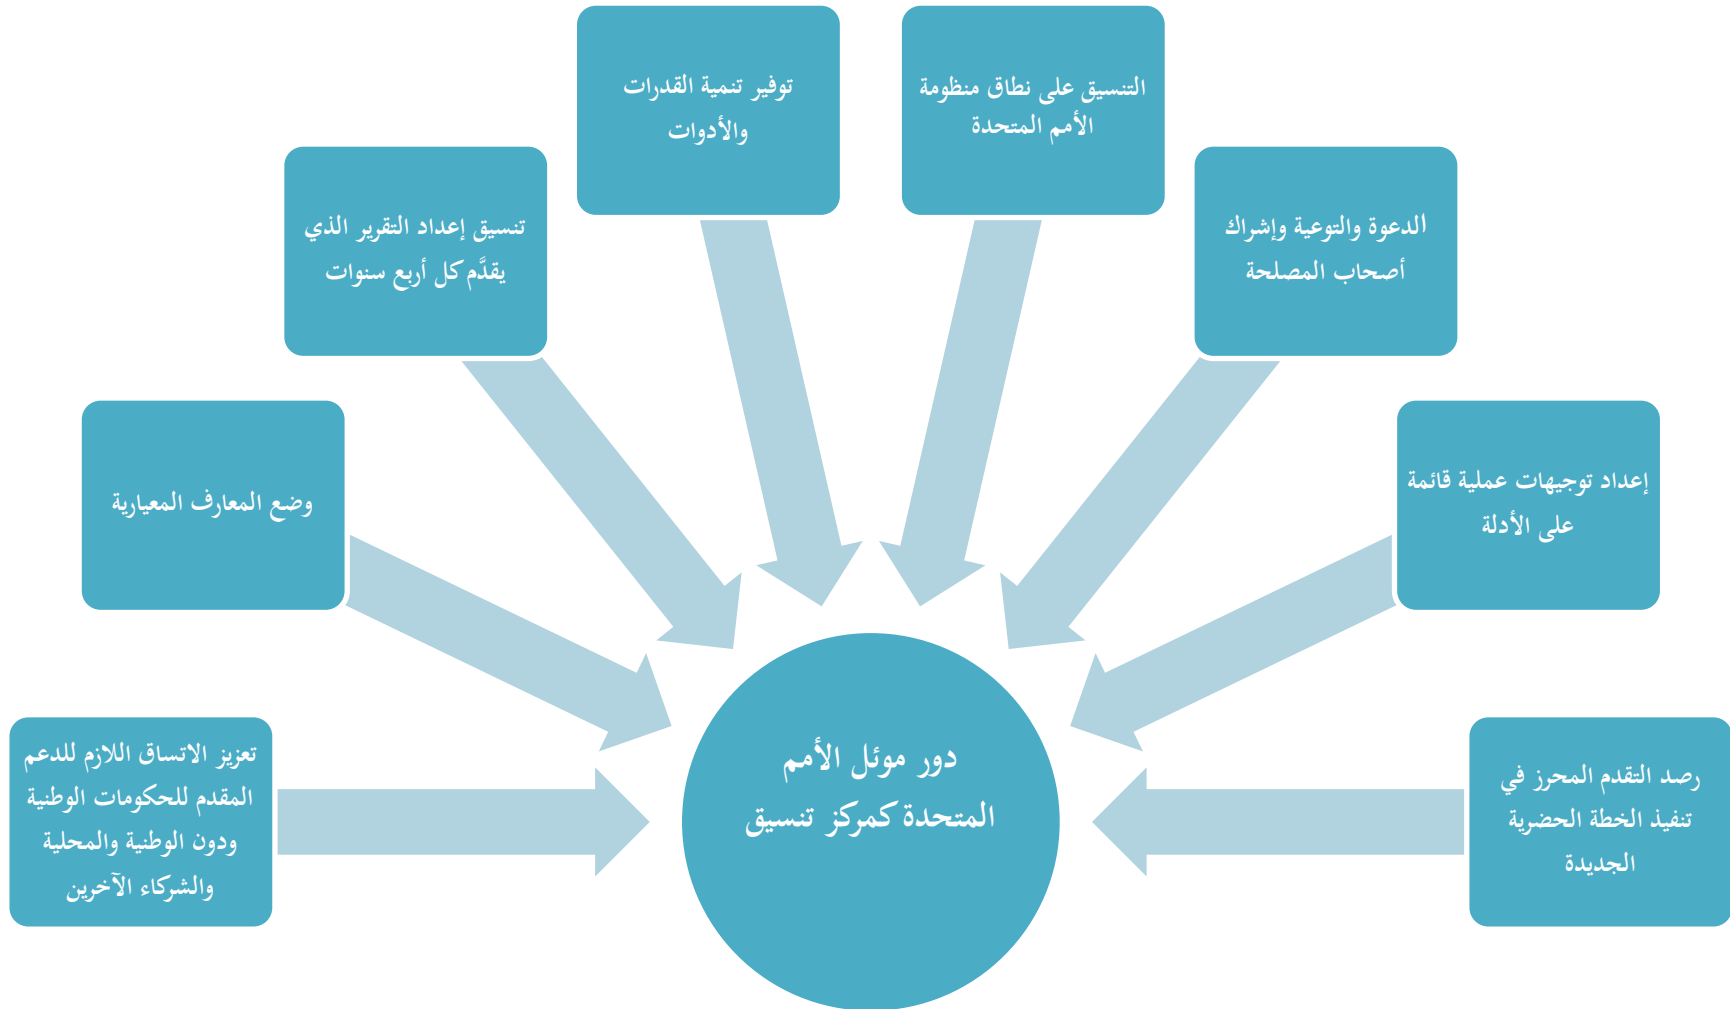 التنسيق على نطاق منظومة
الأمم المتحدة
توفير تنمية القدرات
والأدوات
الدعوة والتوعية وإشراك
أصحاب المصلحة
تنسيق إعداد التقرير الذي
يقدَّم كل أربع سنوات
إعداد توجيهات عملية قائمة
على الأدلة
وضع المعارف المعيارية
رصد التقدم المحرز في
تنفيذ الخطة الحضرية
الجديدة
دور موئل الأمم
المتحدة كمركز تنسيق
تعزيز الاتساق اللازم للدعم
المقدم للحكومات الوطنية
ودون الوطنية والمحلية
والشركاء الآخرين